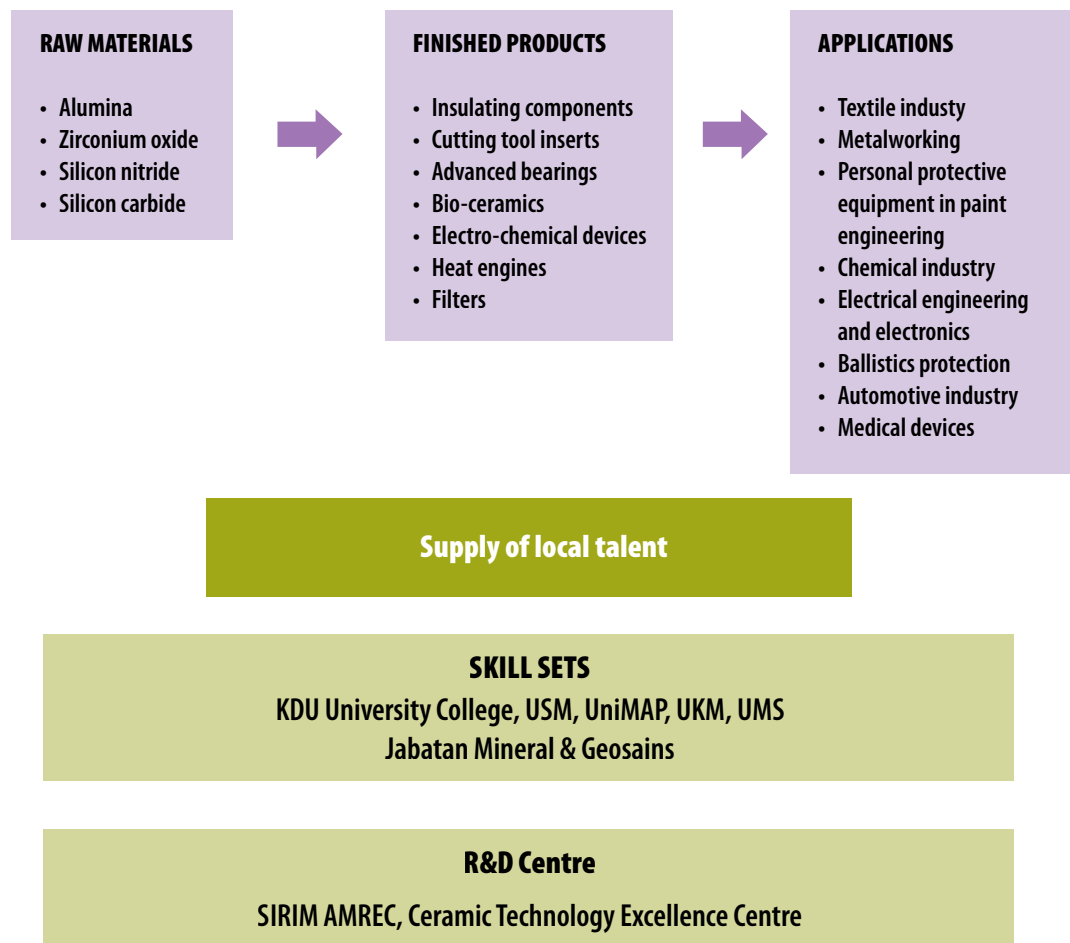 RAW MATERIALS
• Alumina
• Zirconium oxide
• Silicon nitride
• Silicon carbide
FINISHED PRODUCTS
• Insulating components
• Cutting tool inserts
• Advanced bearings
• Bio-ceramics
• Electro-chemical devices
• Heat engines
• Filters
APPLICATIONS
• Textile industy
• Metalworking
• Personal protective
equipment in paint
engineering
• Chemical industry
• Electrical engineering
and electronics
• Ballistics protection
• Automotive industry
• Medical devices
Supply of local talent
SKILL SETS
KDU University College, USM, UniMAP, UKM, UMS
Jabatan Mineral & Geosains
R&D Centre
SIRIM AMREC, Ceramic Technology Excellence Centre